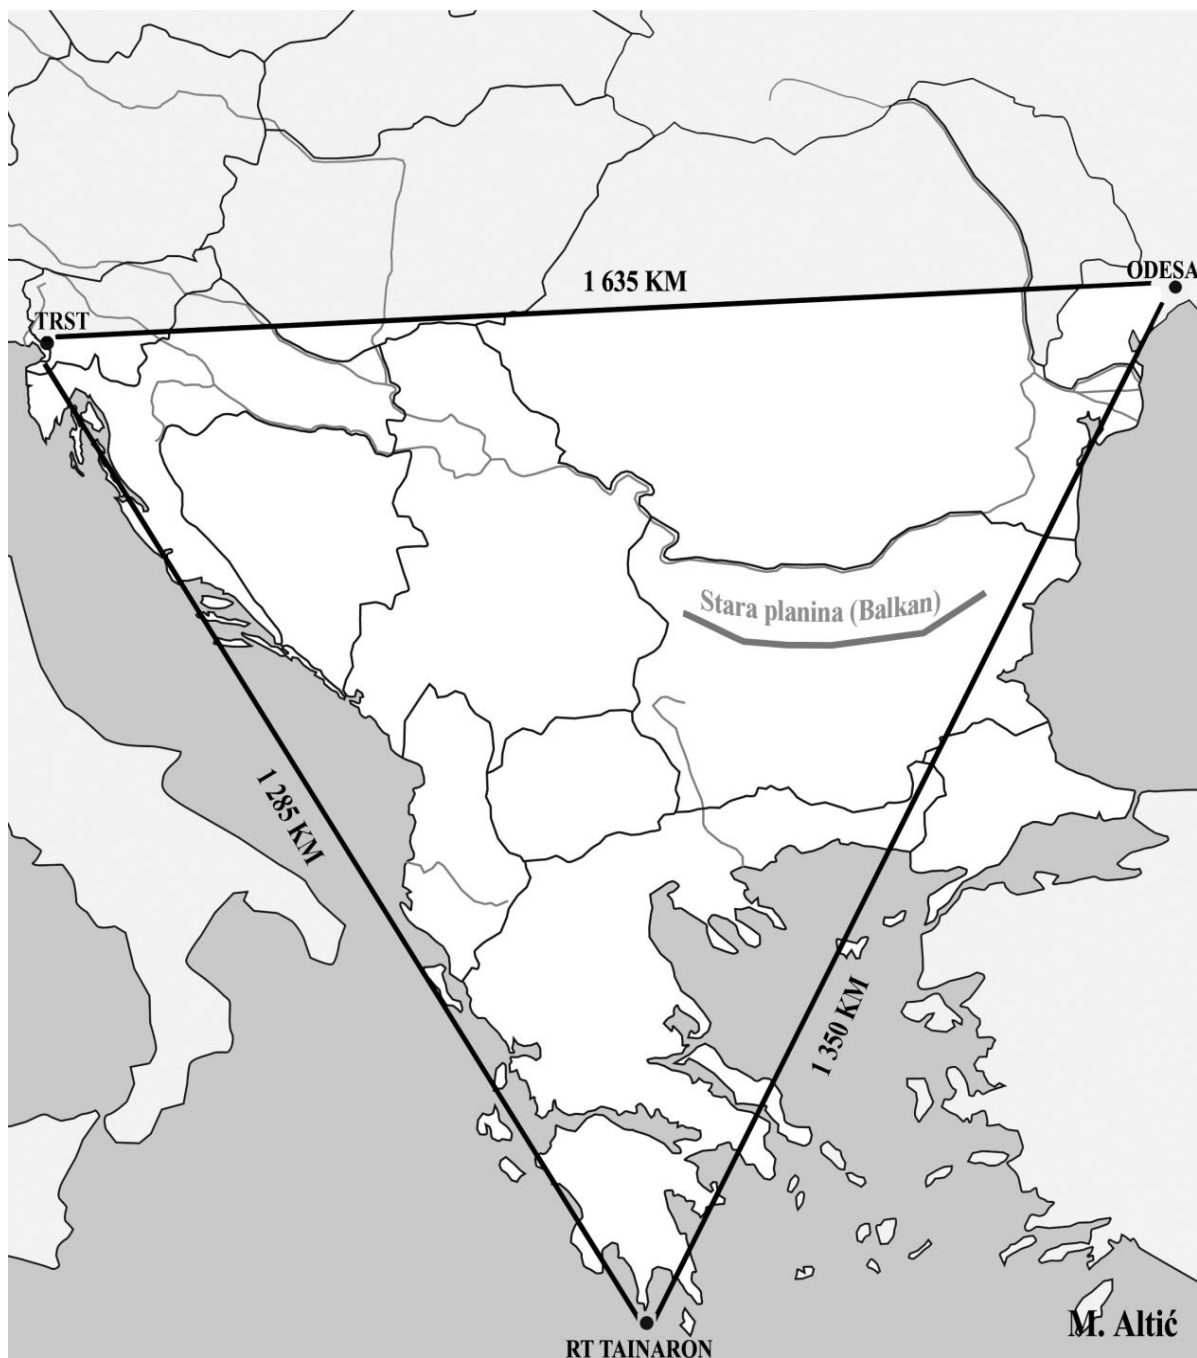 ODESA
1 635 KM
TRST
Stara planina (Balkan)
1 285 KM
1 350 KM
M. Altić
RT TAINARON